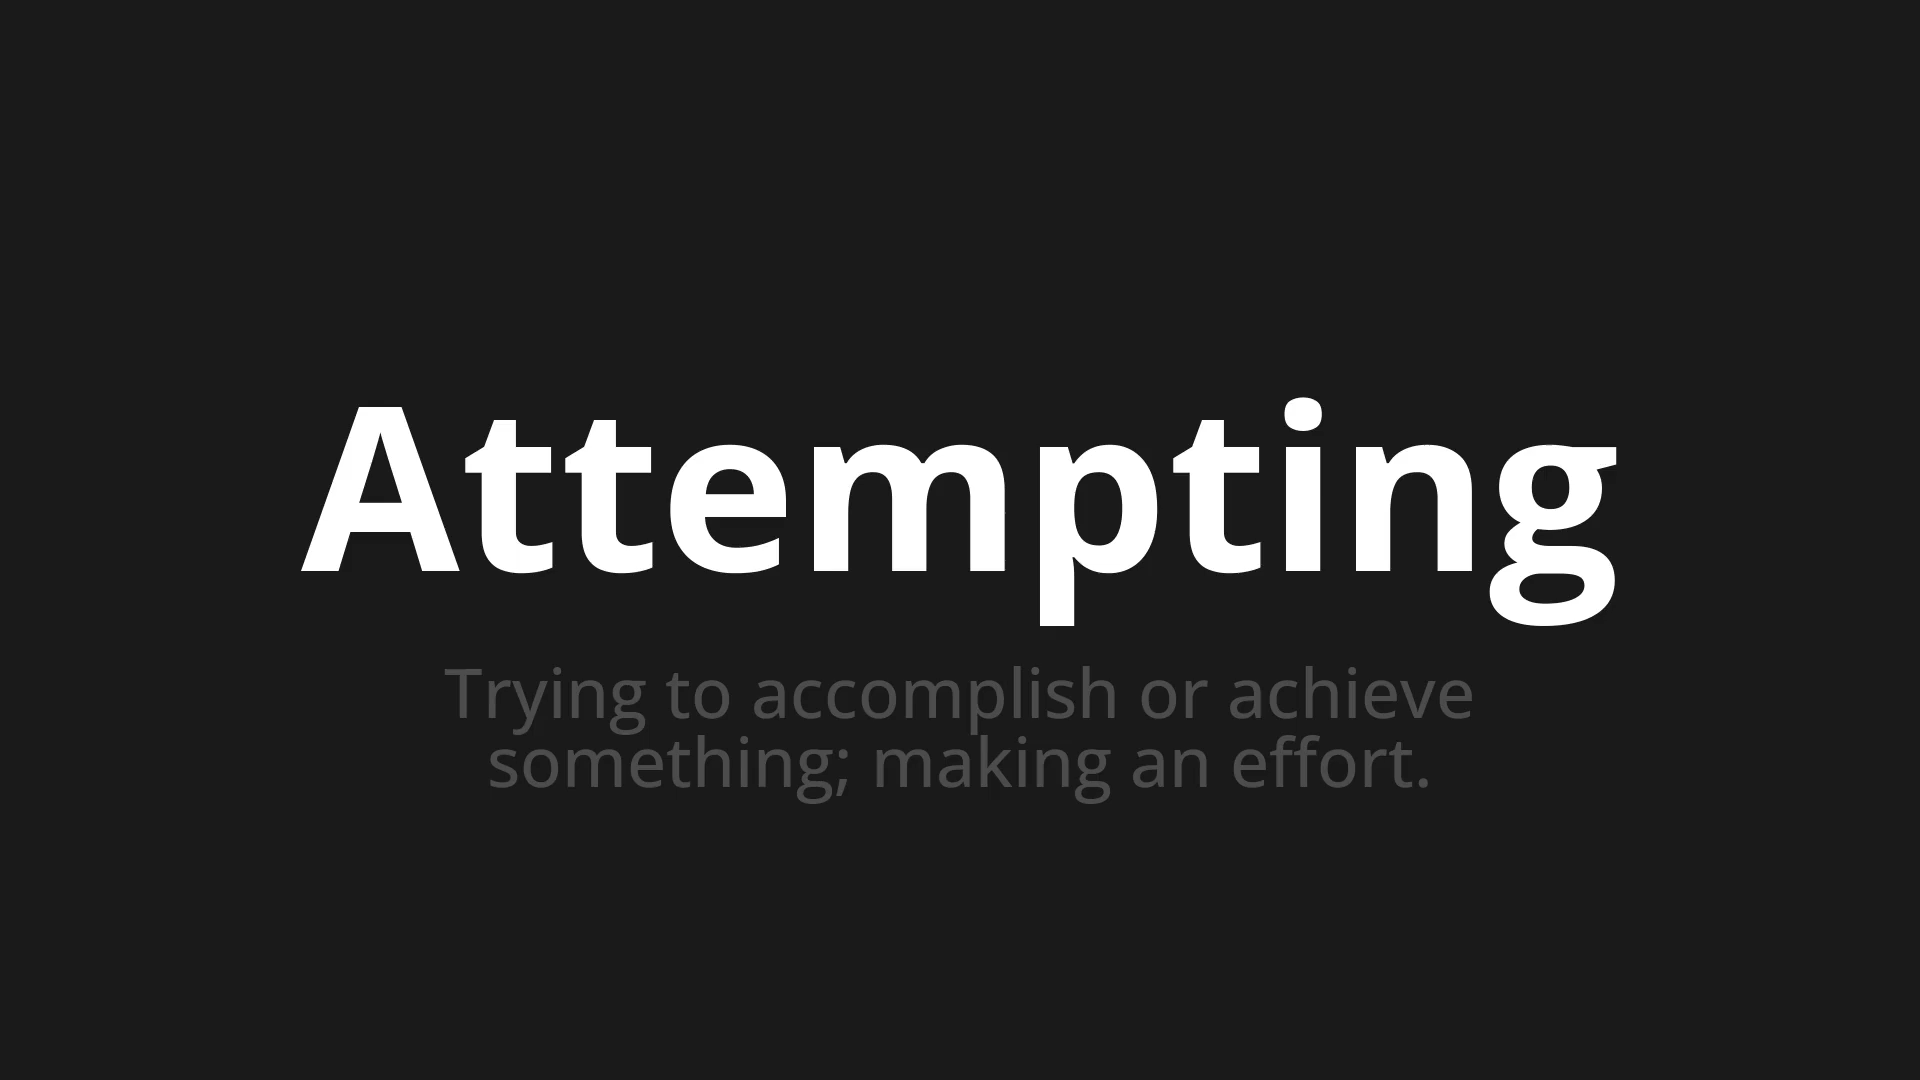 Attempting
Trying to accomplish or achieve
something; making an effort.